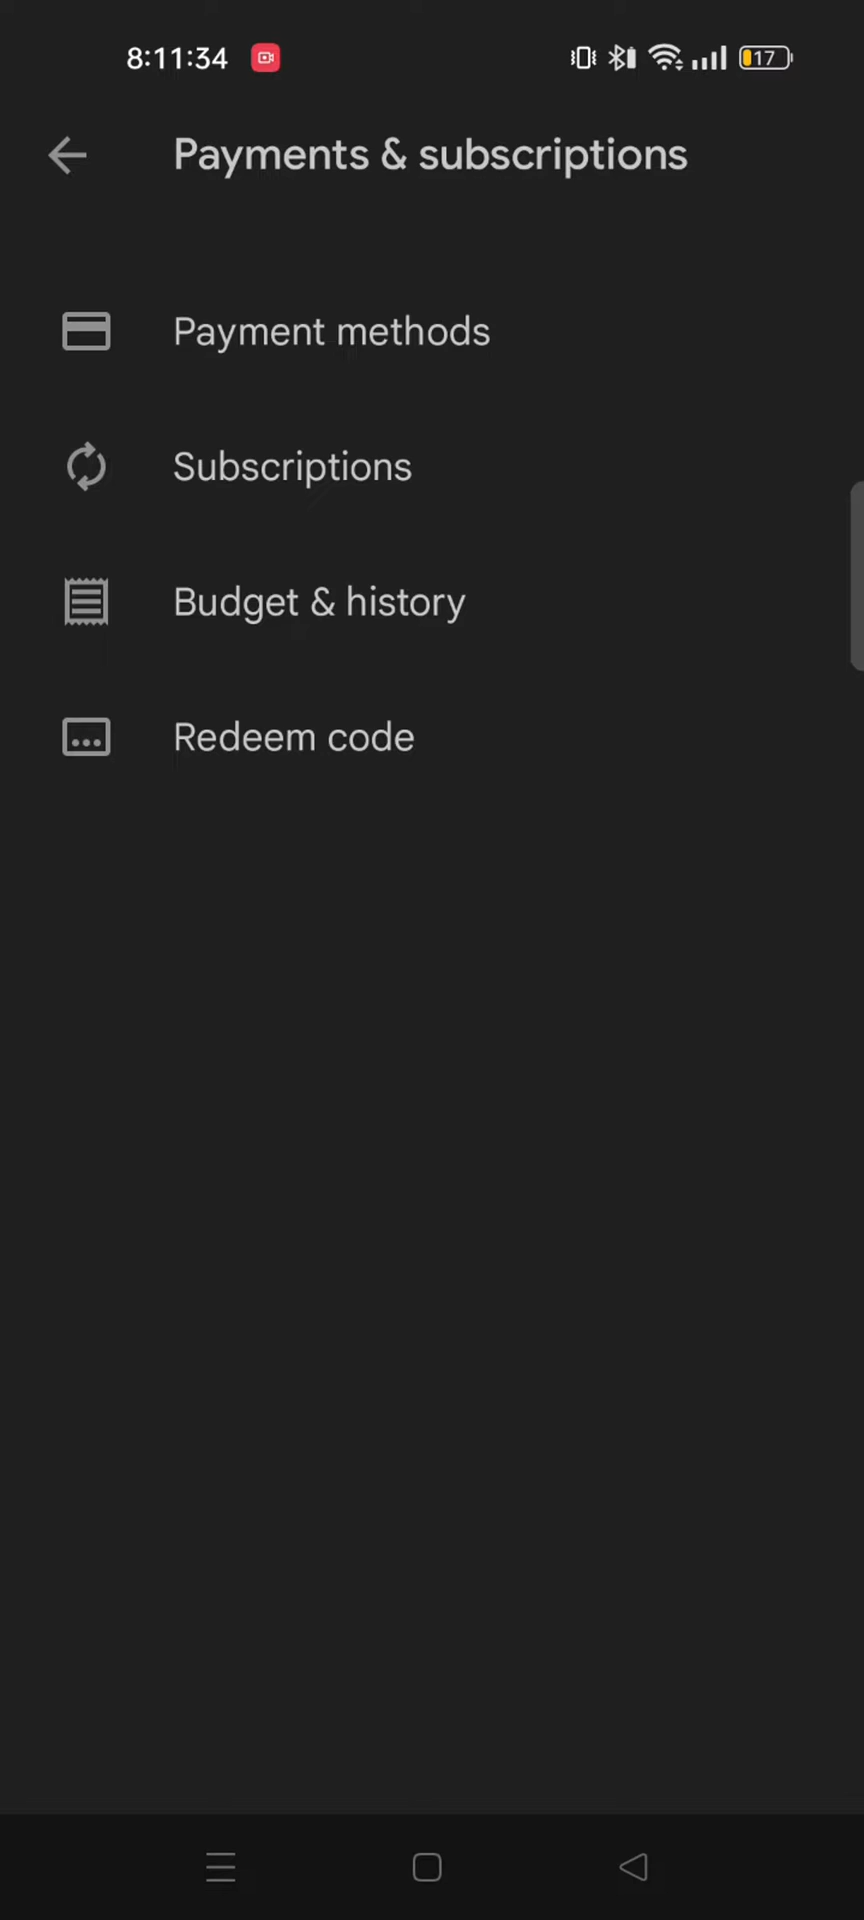 8:11:34
17
Payments & subscriptions
Payment methods
Subscriptions
Budget & history
Redeem code